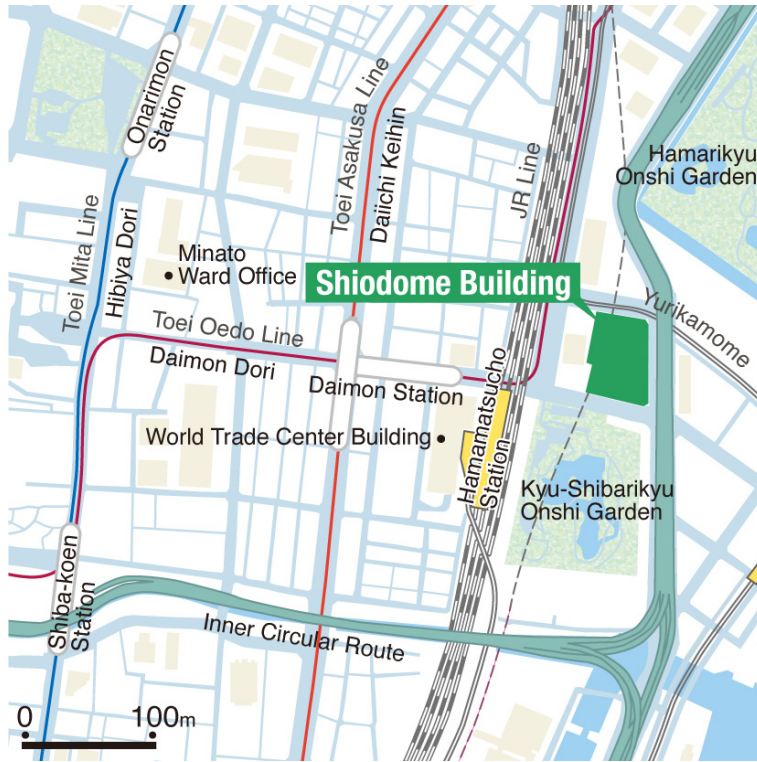 Onarimon
Station
Toei Asakusa Line
Daiichi Keihin
JR Line
Hamarikyu
Onshi Garden
Toei Mita Line
Hibiya Dori
Minato
Ward Office
Shiodome Building
Yurikamome
Toei Oedo Line
Daimon Dori
Daimon Station
World Trade Center Building
Hamamatsucho
Station
Kyu-Shibarikyu
Onshi Garden
Shiba-koen
Station
Inner Circular Route
0 100m